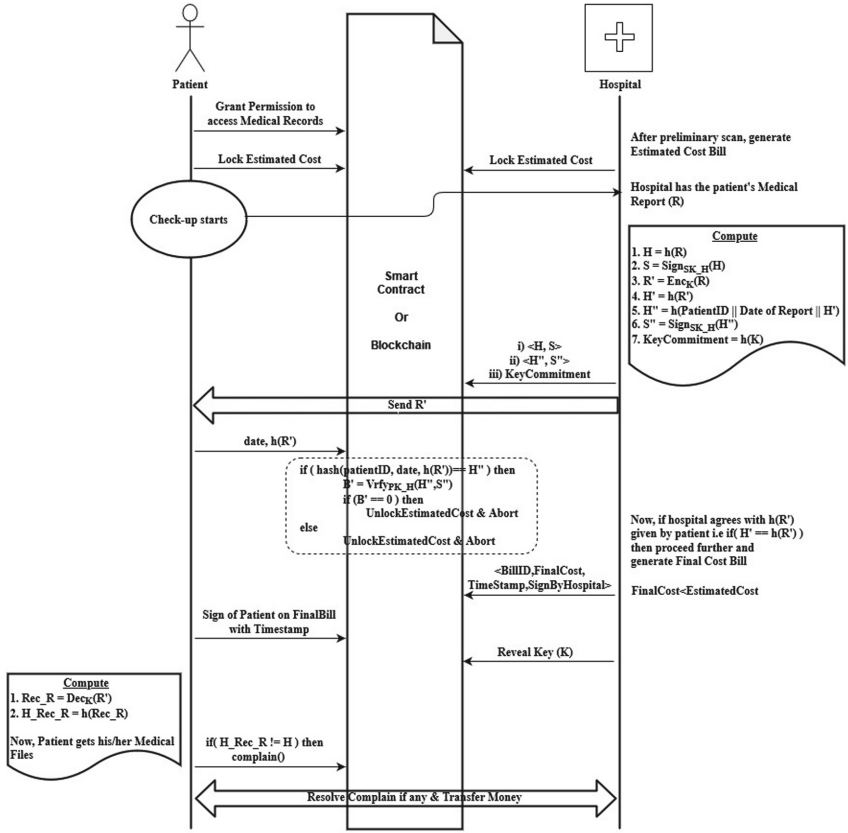 Patient
Hospital
Grant Permission to
access Medical Records
After preliminary scan, generate
Estimated Cost Bill
Lock Estimated Cost
Lock Estimated Cost
Hospital has the patient's Medical
Report (R)
Check-up starts
Compute
1. H = h(R)
2. S = Sign_SK_H(H)
3. R' = Enc_K(R)
4. H' = h(R')
5. H" = h(PatientID || Date of Report || H')
6. S" = Sign_SK_H(H")
7. KeyCommitment = h(K)
Smart
Contract
Or
Blockchain
i) <H, S>
ii) <H", S">
iii) KeyCommitment
Send R'
date, h(R')
if ( hash(patientID, date, h(R'))== H" ) then
B' = Vrfy_PK_H(H",S")
if (B' == 0 ) then
UnlockEstimatedCost & Abort
else
UnlockEstimatedCost & Abort
Now, if hospital agrees with h(R')
given by patient i.e if( H' == h(R') )
then proceed further and
generate Final Cost Bill
<BillID,FinalCost,
TimeStamp,SignByHospital>
FinalCost<EstimatedCost
Sign of Patient on FinalBill
with Timestamp
Reveal Key (K)
Compute
1. Rec_R = Dec_K(R')
2. H_Rec_R = h(Rec_R)
Now, Patient gets his/her Medical
Files
if( H_Rec_R != H ) then
complain()
Resolve Complain if any & Transfer Money